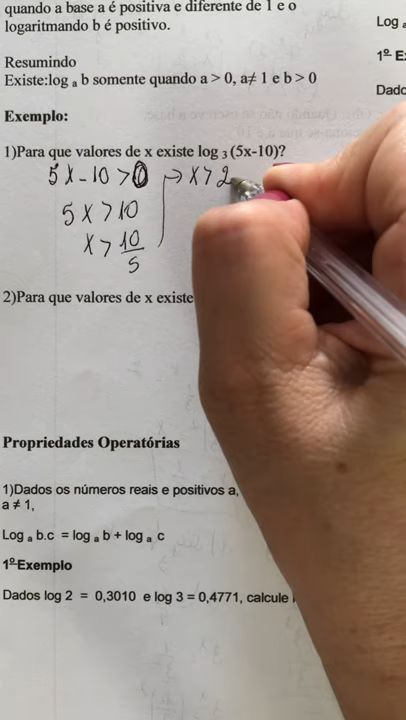 quando a base a é positiva e diferente de 1 e o
logaritmando b é positivo.
Resumindo
Existe:log a b somente quando a > 0, a≠ 1 e b > 0
Exemplo:
1)Para que valores de x existe log 3 (5x-10)?
5x - 10 > 0 → x > 2
5x > 10
x > 10/5
2)Para que valores de x existe
Propriedades Operatórias
1)Dados os números reais e positivos a,
a ≠ 1,
Log a b.c = log a b + log a c
1º Exemplo
Dados log 2 = 0,3010 e log 3 = 0,4771, calcule
Log
1º
Dado